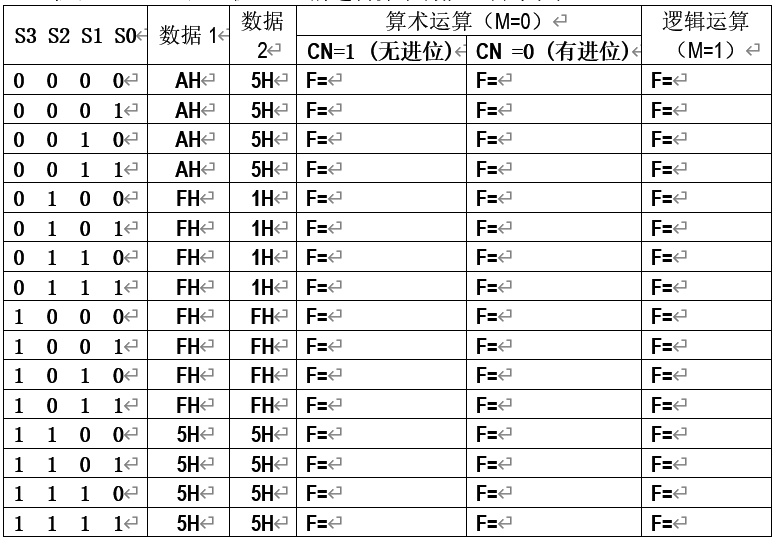 S3 S2 S1 S0↵ 数据 1↵ 数据 2↵ 算术运算（M=0）↵ 逻辑运算（M=1）↵
CN=1 (无进位)↵ CN =0 (有进位)↵
0 0 0 0↵ AH↵ 5H↵ F=↵ F=↵ F=↵
0 0 0 1↵ AH↵ 5H↵ F=↵ F=↵ F=↵
0 0 1 0↵ AH↵ 5H↵ F=↵ F=↵ F=↵
0 0 1 1↵ AH↵ 5H↵ F=↵ F=↵ F=↵
0 1 0 0↵ FH↵ 1H↵ F=↵ F=↵ F=↵
0 1 0 1↵ FH↵ 1H↵ F=↵ F=↵ F=↵
0 1 1 0↵ FH↵ 1H↵ F=↵ F=↵ F=↵
0 1 1 1↵ FH↵ 1H↵ F=↵ F=↵ F=↵
1 0 0 0↵ FH↵ FH↵ F=↵ F=↵ F=↵
1 0 0 1↵ FH↵ FH↵ F=↵ F=↵ F=↵
1 0 1 0↵ FH↵ FH↵ F=↵ F=↵ F=↵
1 0 1 1↵ FH↵ FH↵ F=↵ F=↵ F=↵
1 1 0 0↵ 5H↵ 5H↵ F=↵ F=↵ F=↵
1 1 0 1↵ 5H↵ 5H↵ F=↵ F=↵ F=↵
1 1 1 0↵ 5H↵ 5H↵ F=↵ F=↵ F=↵
1 1 1 1↵ 5H↵ 5H↵ F=↵ F=↵ F=↵